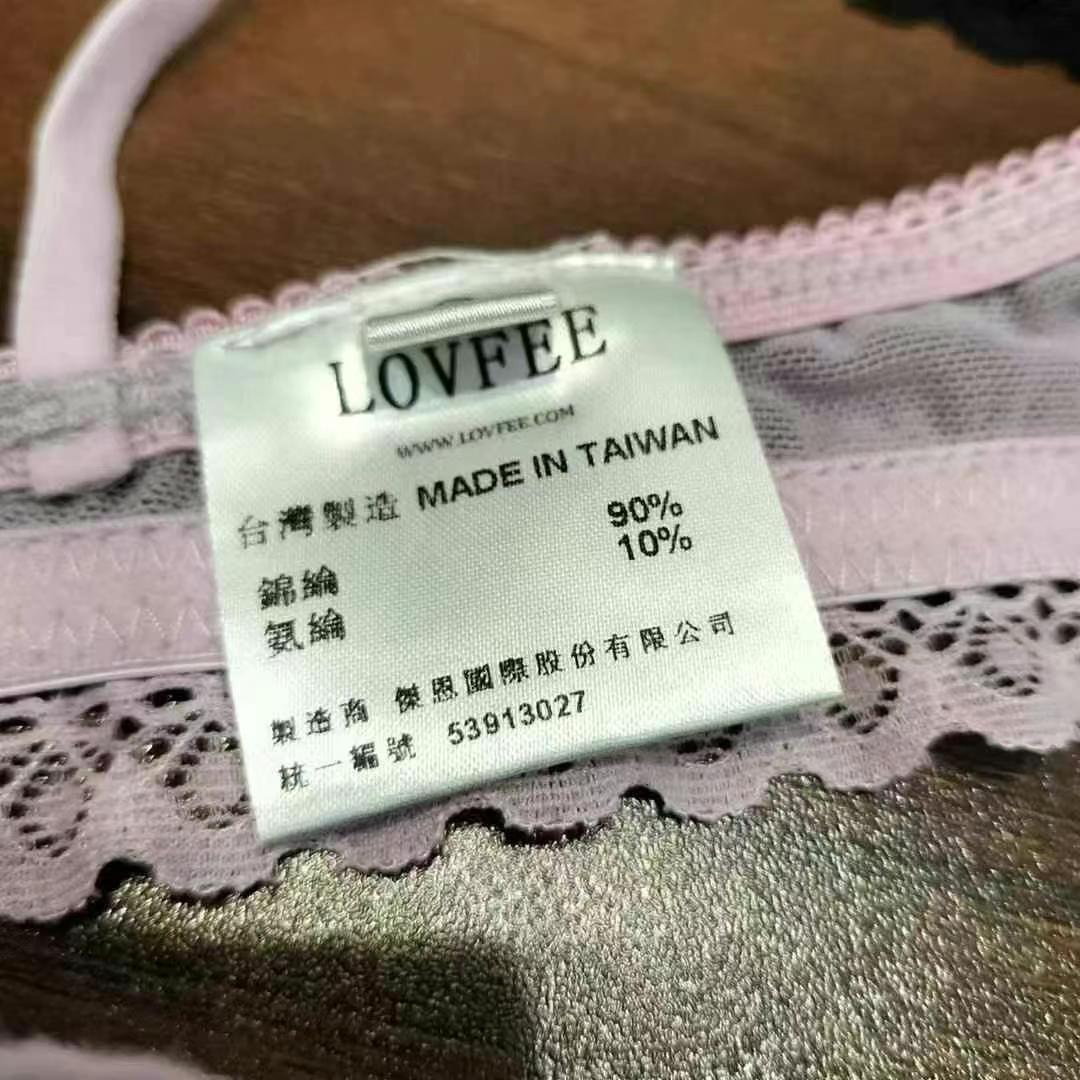 LOVFEE
WWW.LOVFEE.COM
台灣製造 MADE IN TAIWAN
錦綸 90%
氨綸 10%
製造商 傑恩國際股份有限公司
統一編號 53913027